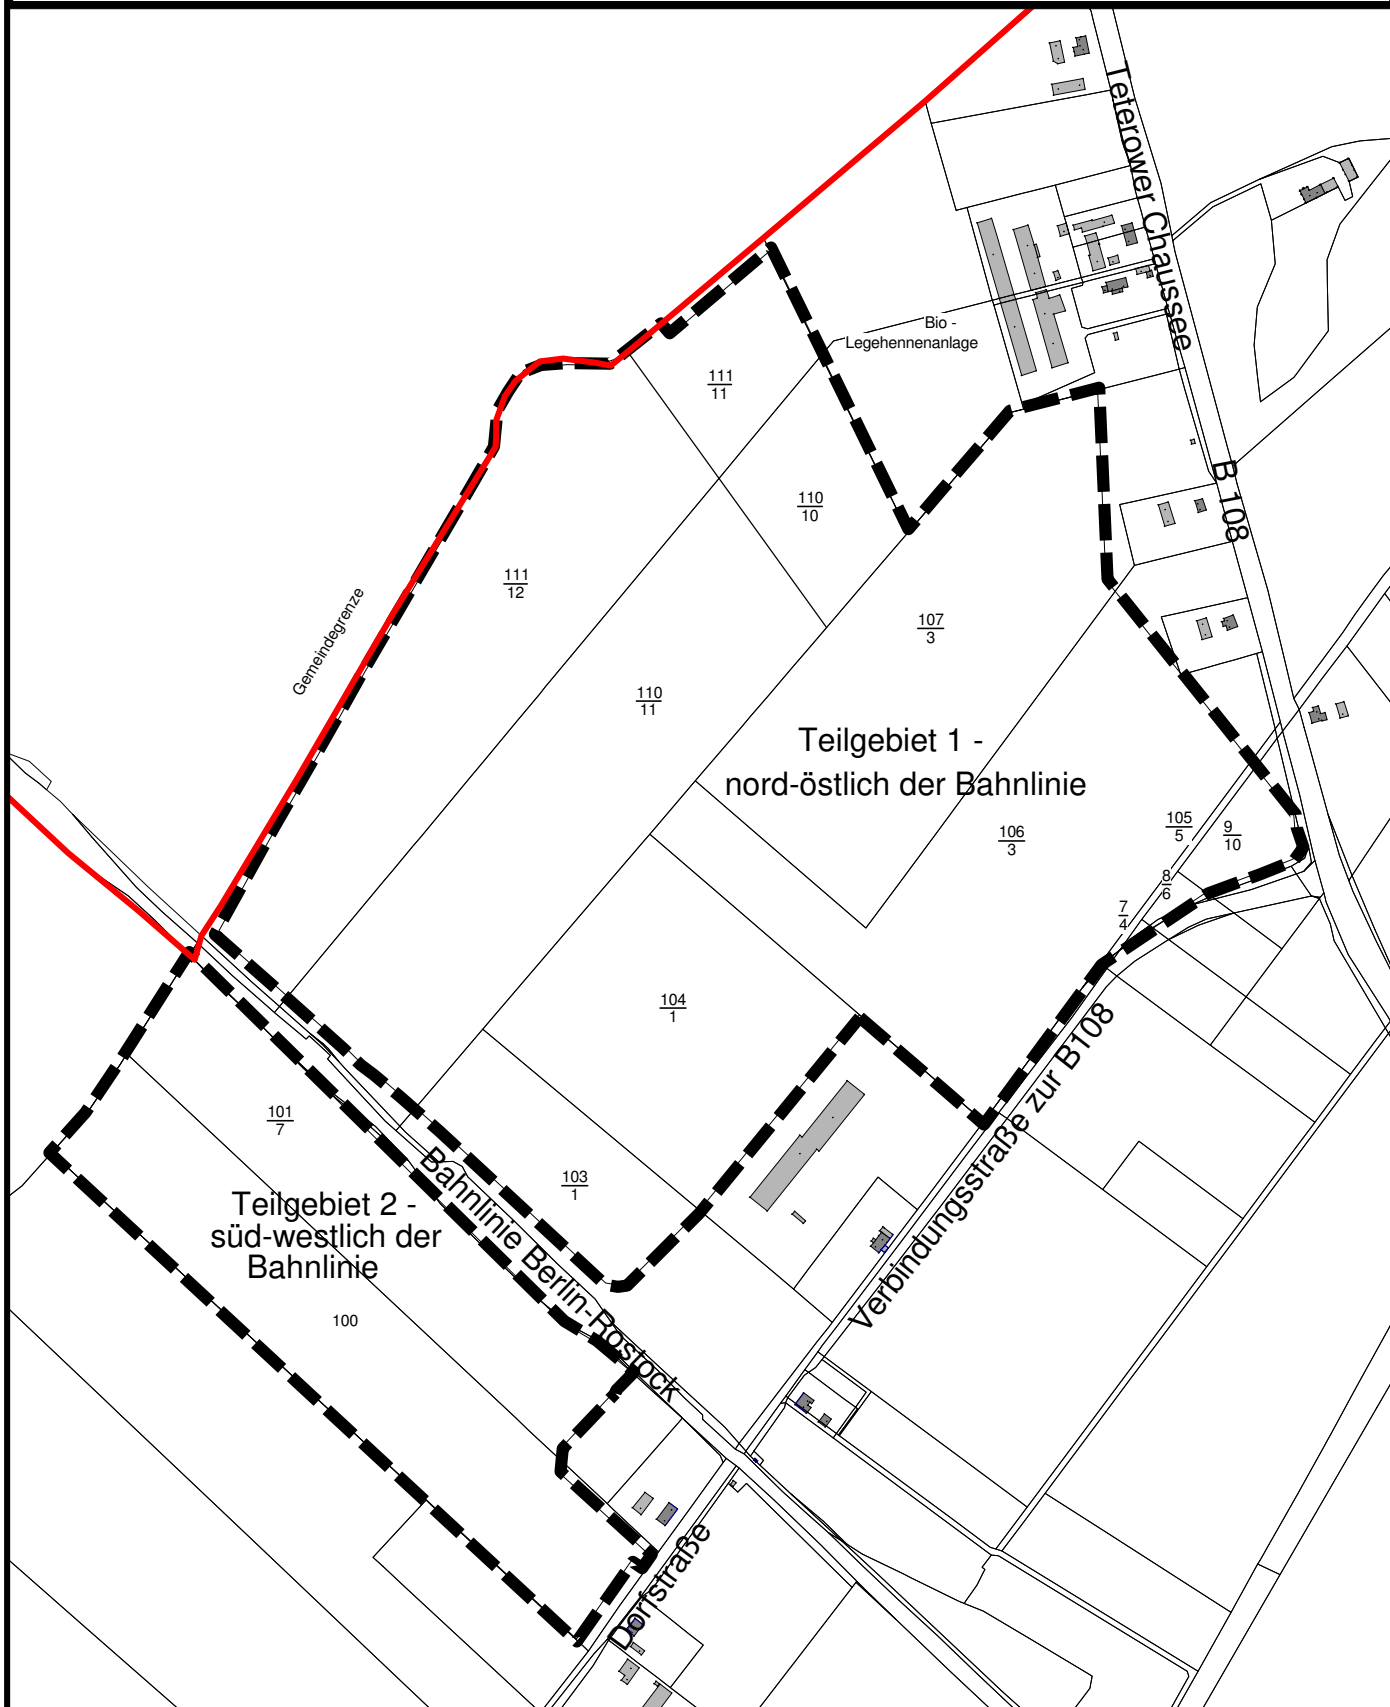 Teterower Chaussee
Bio -
Legehennenanlage
111
11
B 108
110
10
111
12
Gemeindegrenze
107
3
110
11
Teilgebiet 1 -
nord-östlich der Bahnlinie
106
3
105
5
9
10
8
6
7
4
104
1
Verbindungsstraße zur B108
101
7
103
1
Bahnlinie Berlin-Rostock
Teilgebiet 2 -
süd-westlich der
Bahnlinie
100
Dorfstraße